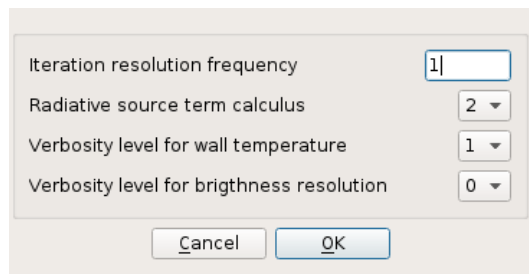 Iteration resolution frequency 1
Radiative source term calculus 2
Verbosity level for wall temperature 1
Verbosity level for brigthness resolution 0
Cancel OK